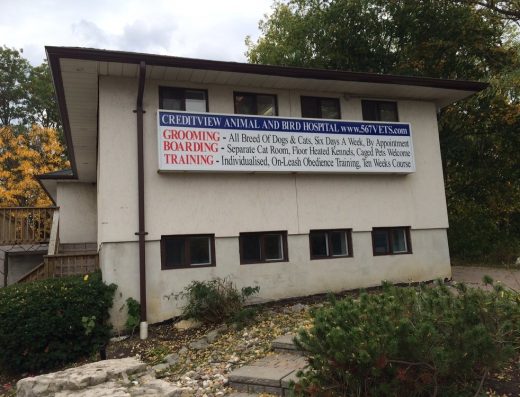 CREDITVIEW ANIMAL AND BIRD HOSPITAL www.567VETS.com
GROOMING - All Breed Of Dogs & Cats, Six Days A Week, By Appointment
BOARDING - Separate Cat Room, Floor Heated Kennels, Caged Pets Welcome
TRAINING - Individualised, On-Leash Obedience Training, Ten Weeks Course